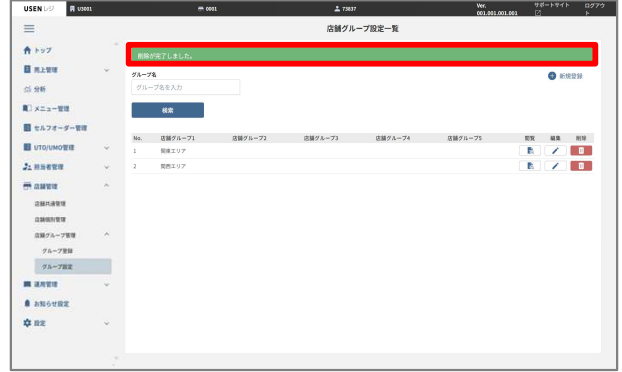 USEN レジ
U3001
0001
73837
Ver.
001.001.001.001
サポートサイト
ログアウ
ト
店舗グループ設定一覧
トップ
売上管理
分析
メニュー管理
セルフオーダー管理
UTO/UMO管理
担当者管理
店舗管理
店舗共通管理
店舗個別管理
店舗グループ管理
グループ登録
グループ設定
運用管理
お知らせ設定
設定
削除が完了しました。
グループ名
グループ名を入力
新規登録
検索
No. 店舗グループ1 店舗グループ2 店舗グループ3 店舗グループ4 店舗グループ5 閲覧 編集 削除
1 関東エリア
2 関西エリア